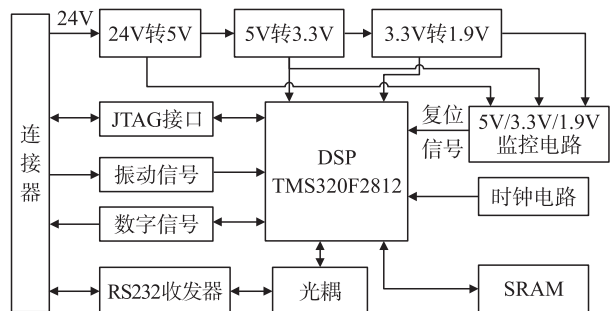 24V
24V转5V
5V转3.3V
3.3V转1.9V
连接器
JTAG接口
振动信号
数字信号
RS232收发器
DSP
TMS320F2812
光耦
复位
信号
5V/3.3V/1.9V
监控电路
时钟电路
SRAM